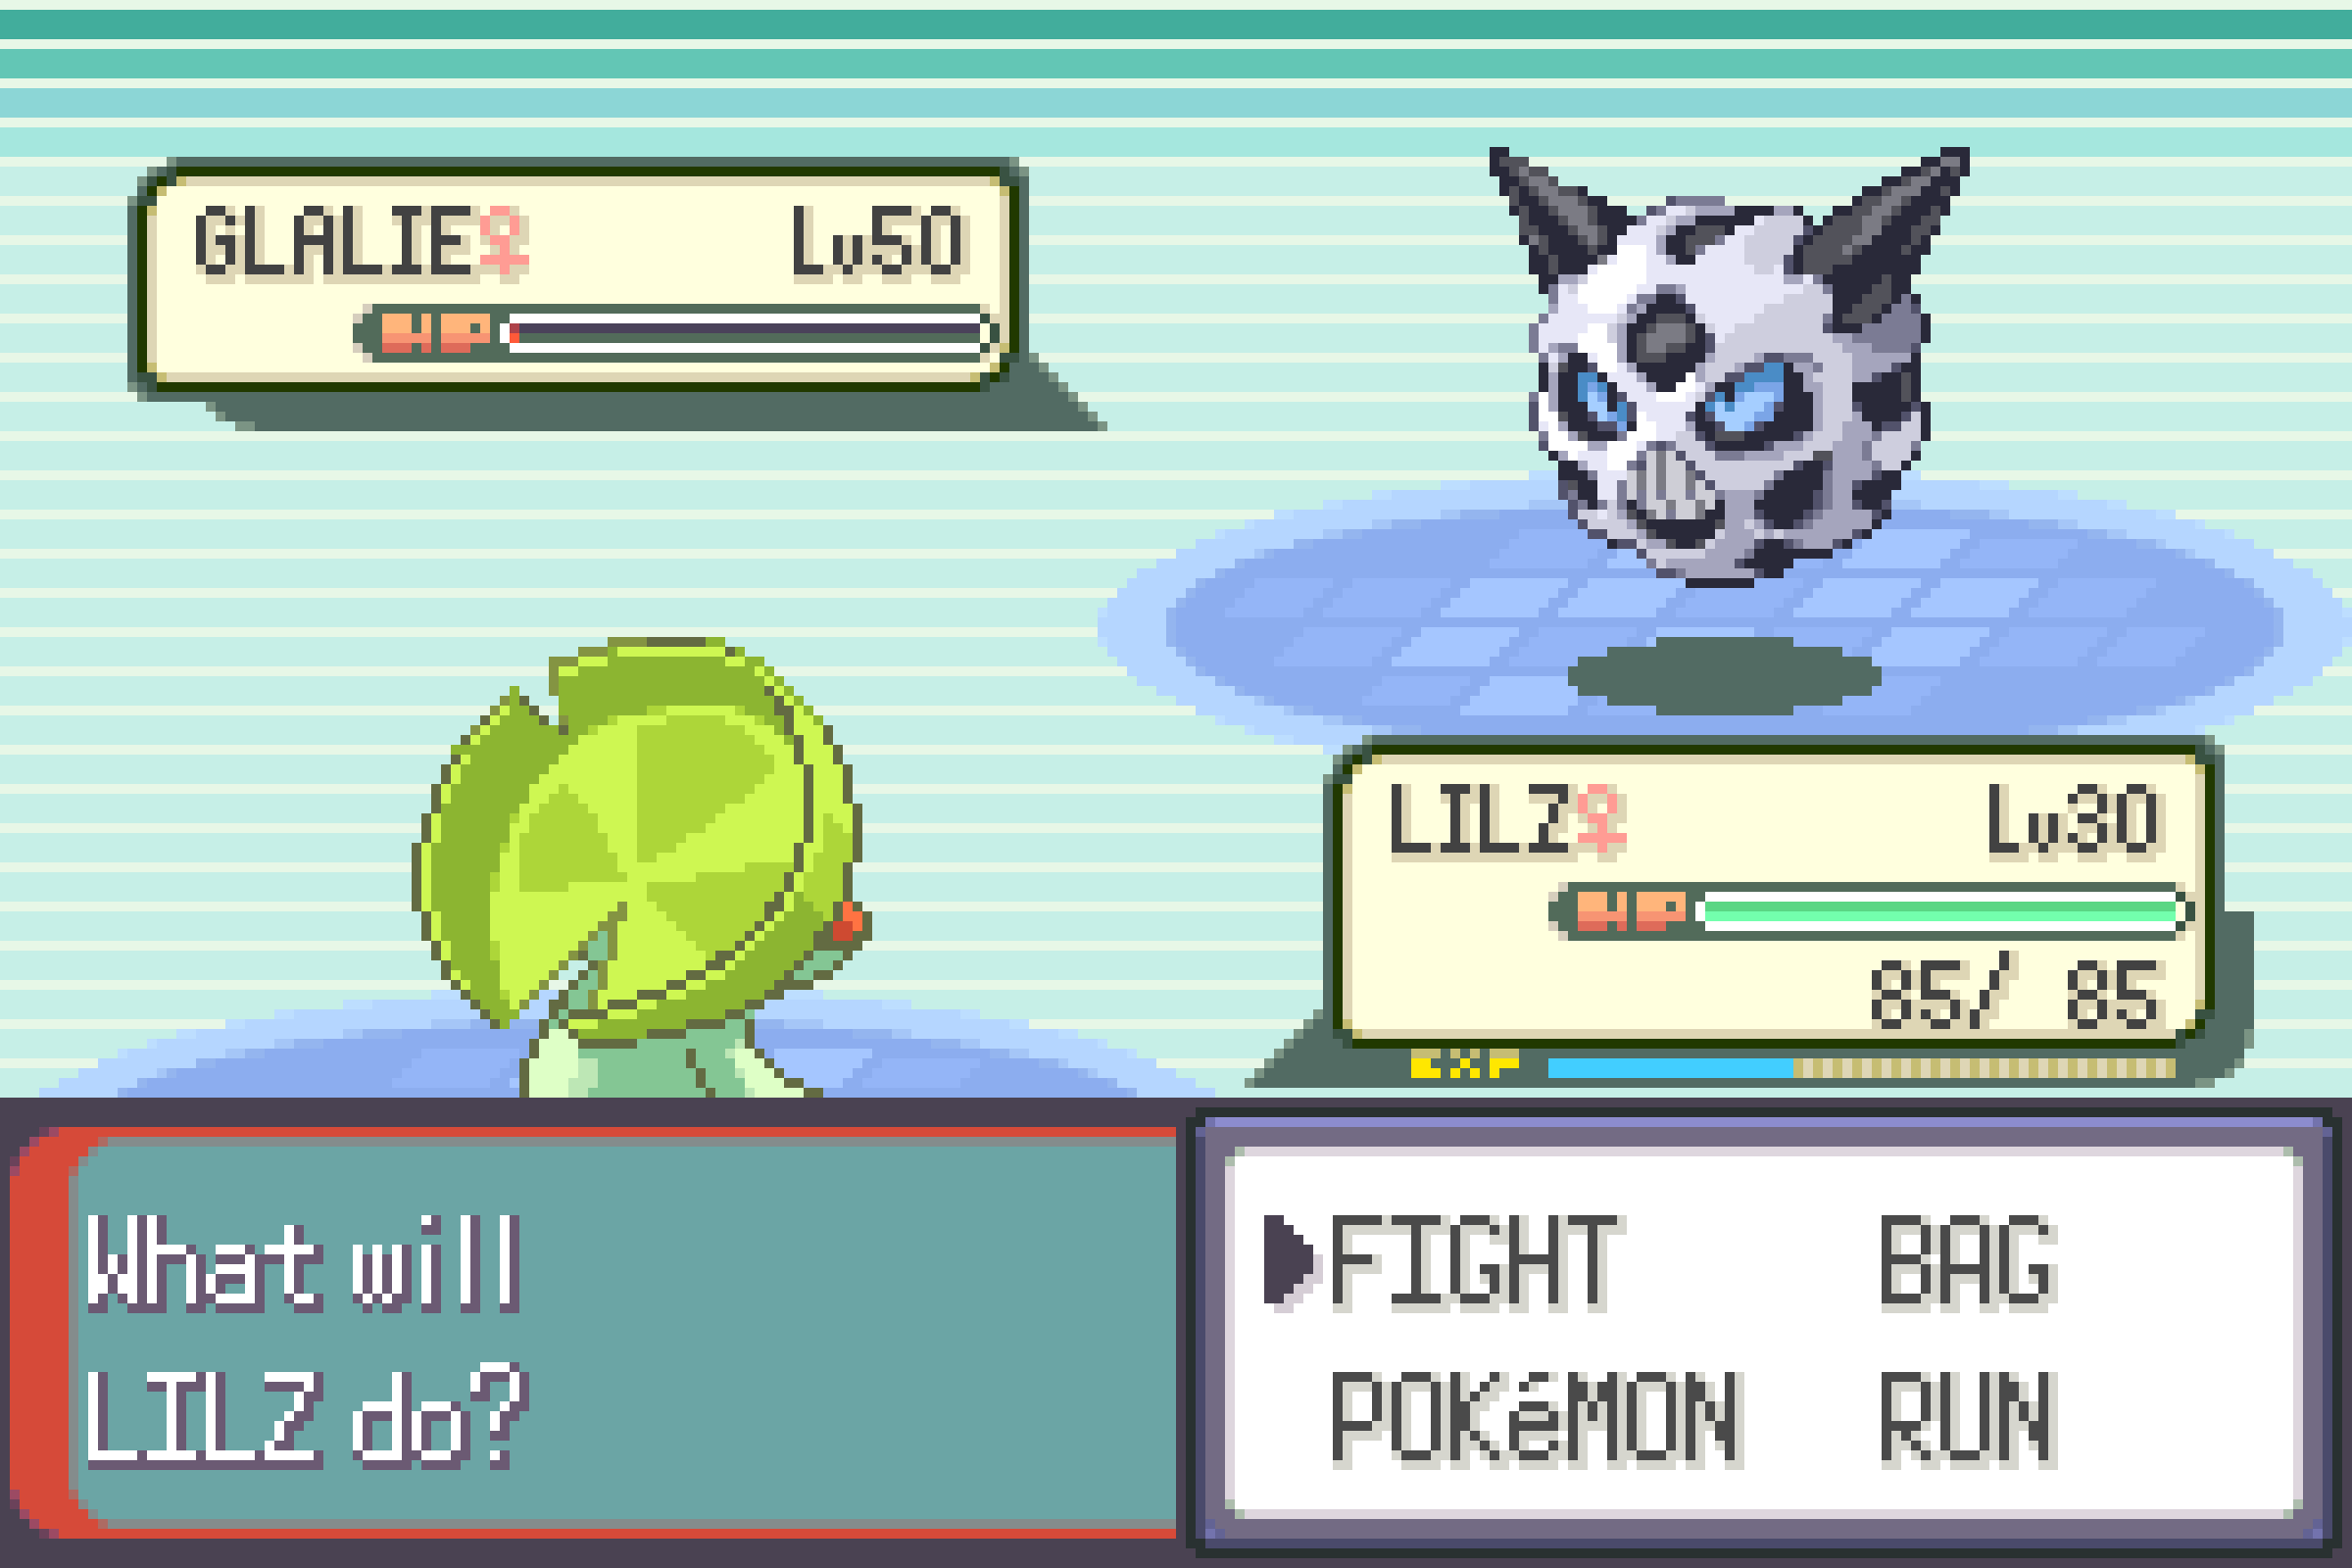 GLALIE♀ Lv50
HP
LILZ♀ Lv30
HP
85/ 85
EXP
What will
LILZ do?
FIGHT BAG
POKéMON RUN